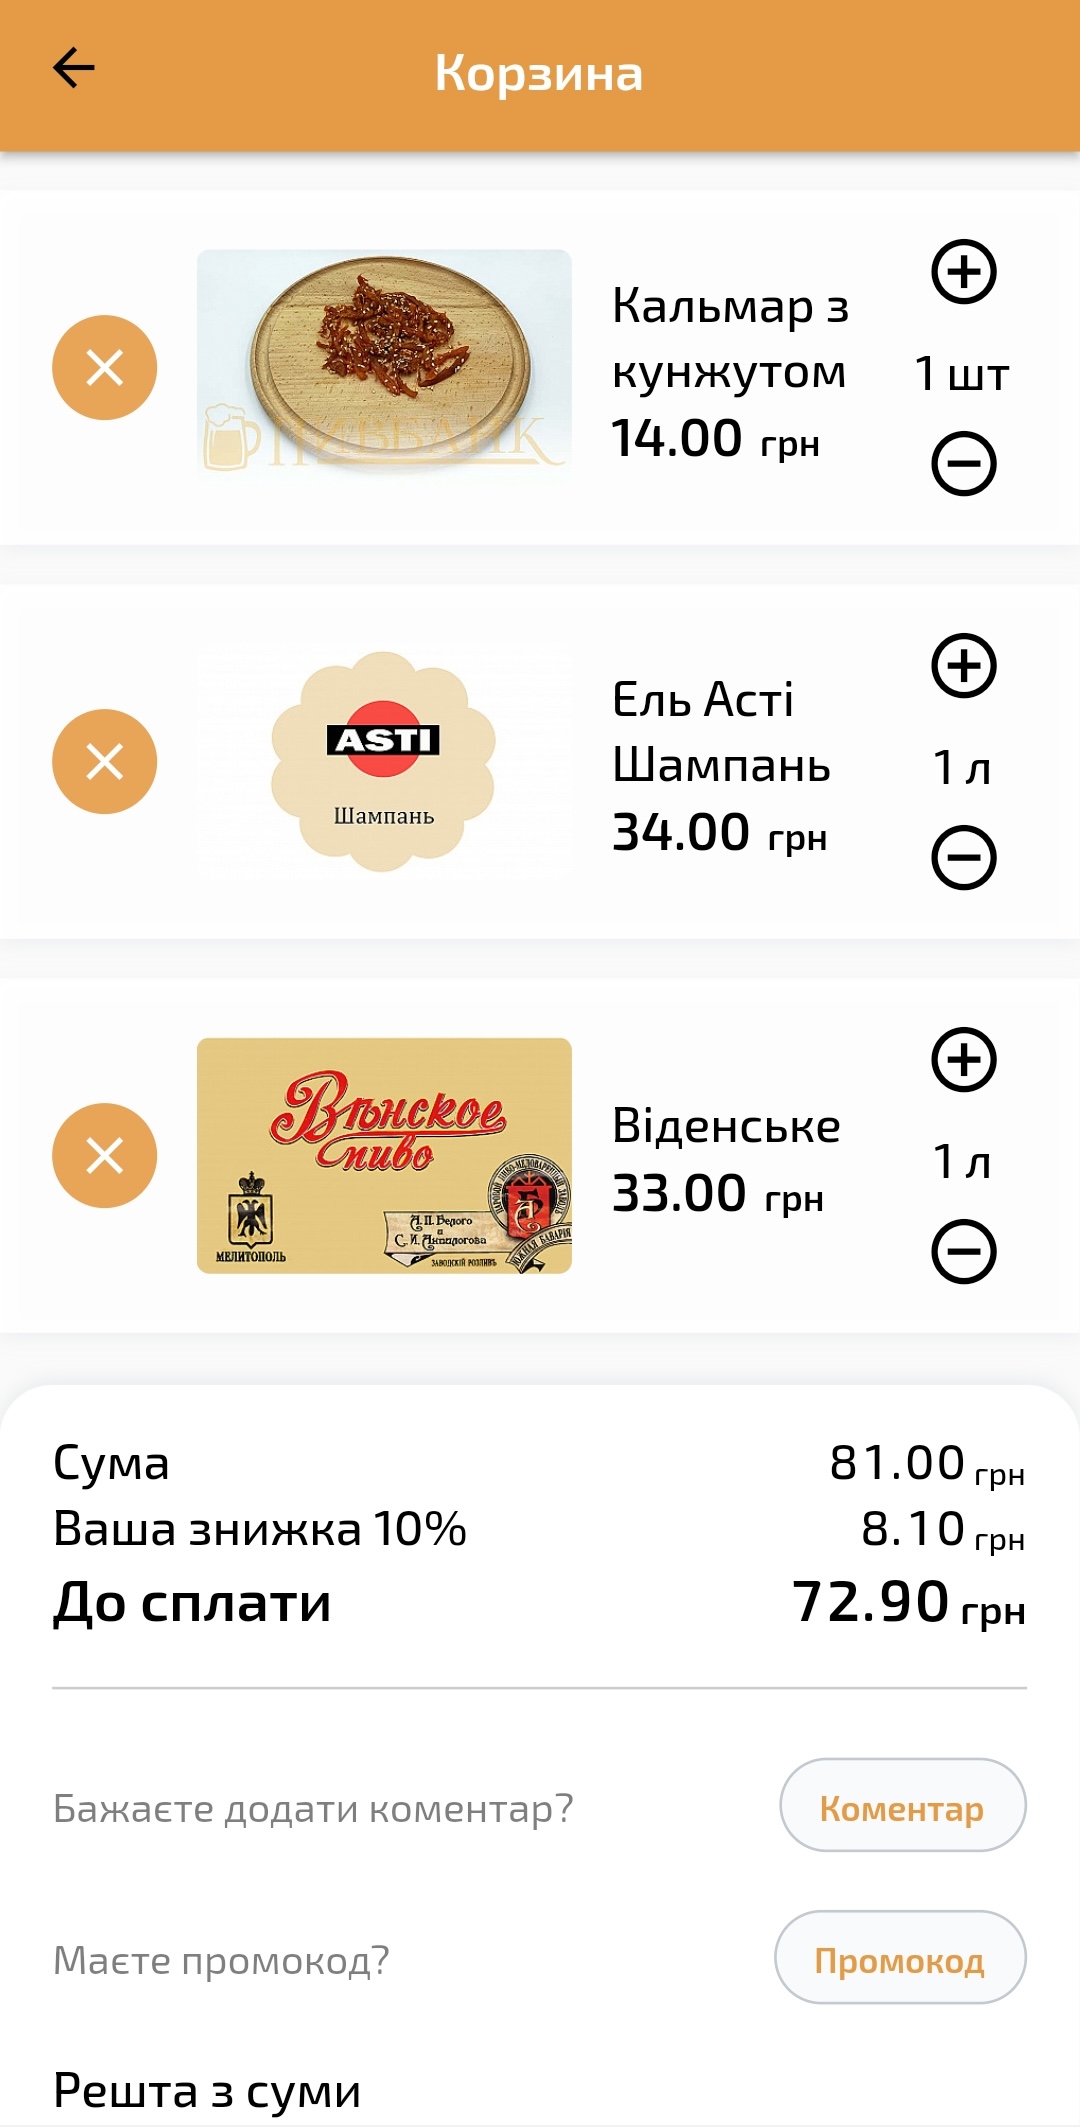 Корзина
Кальмар з
кунжутом
14.00 грн
1 шт
ПИВБАНК
Ель Асті
Шампань
34.00 грн
1 л
ASTI
Шампань
Вѣнское
пиво
МЕЛИТОПОЛЬ
ЗАВОДСКІЙ РОЗЛИВЪ
ЮЖНАЯ БАВАРІЯ
Віденське
33.00 грн
1 л
Сума 81.00 грн
Ваша знижка 10% 8.10 грн
До сплати 72.90 грн
Бажаєте додати коментар? Коментар
Маєте промокод? Промокод
Решта з суми